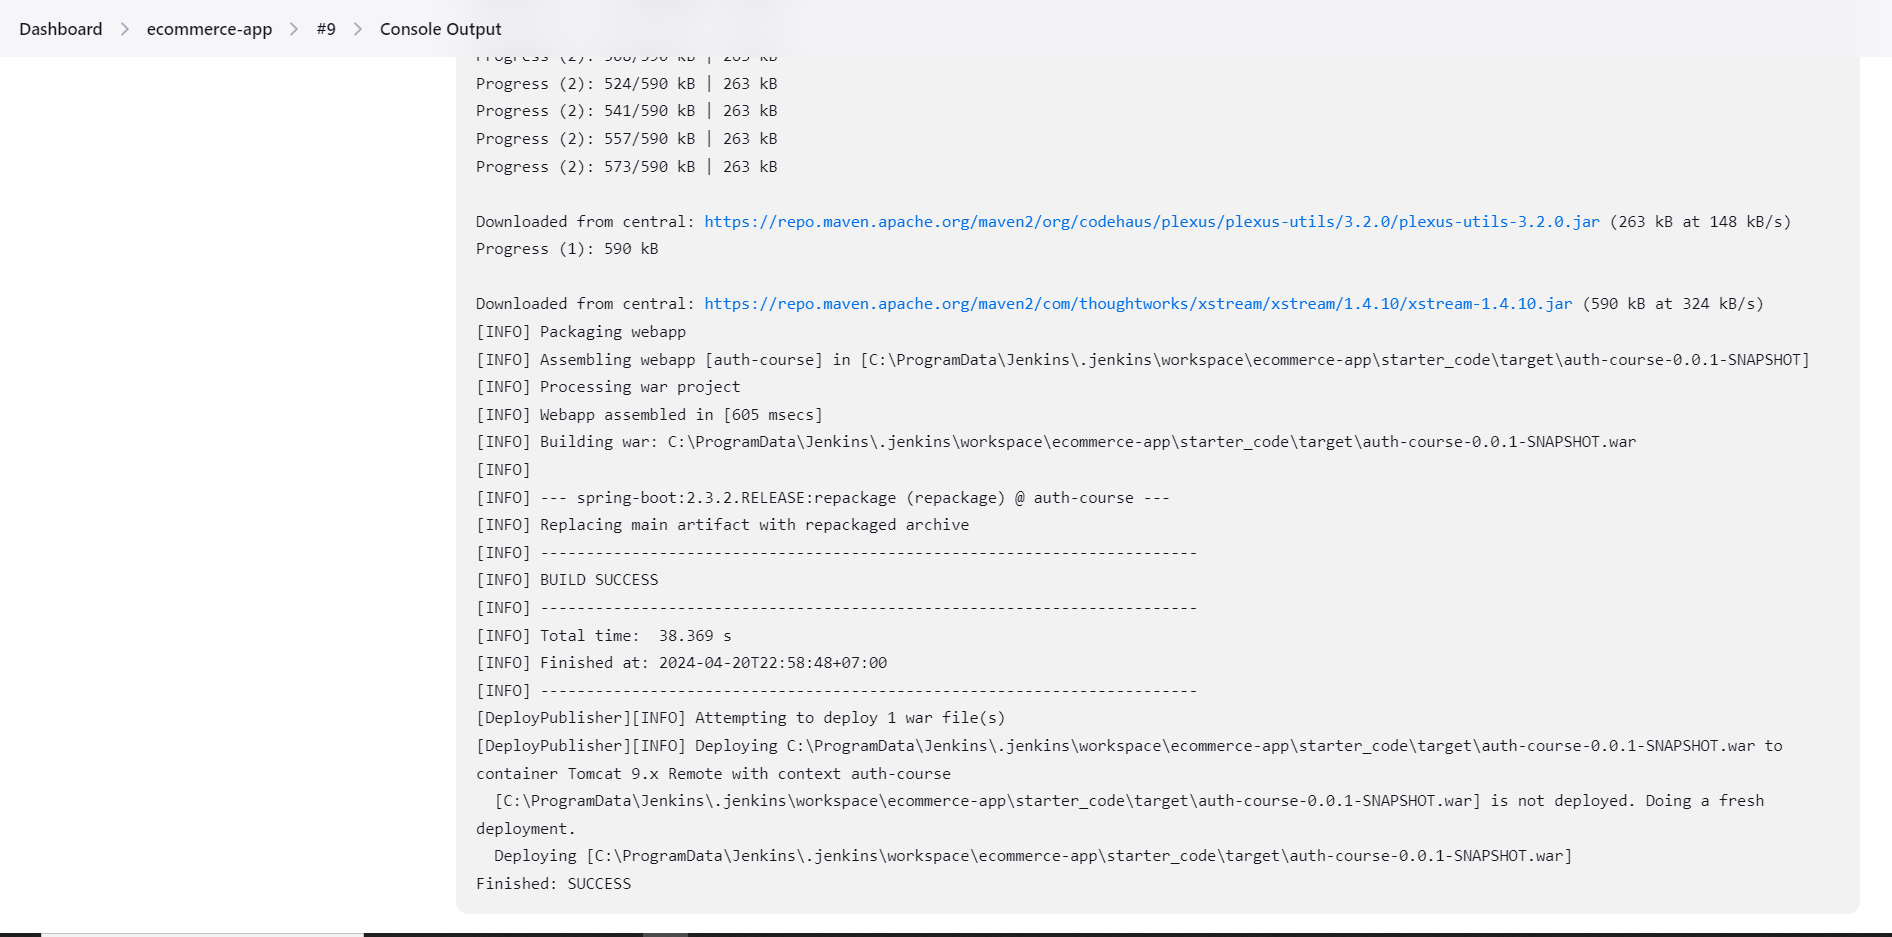 Dashboard > ecommerce-app > #9 > Console Output
Progress (2): 524/590 kB | 263 kB
Progress (2): 541/590 kB | 263 kB
Progress (2): 557/590 kB | 263 kB
Progress (2): 573/590 kB | 263 kB
Downloaded from central: https://repo.maven.apache.org/maven2/org/codehaus/plexus/plexus-utils/3.2.0/plexus-utils-3.2.0.jar (263 kB at 148 kB/s)
Progress (1): 590 kB
Downloaded from central: https://repo.maven.apache.org/maven2/com/thoughtworks/xstream/xstream/1.4.10/xstream-1.4.10.jar (590 kB at 324 kB/s)
[INFO] Packaging webapp
[INFO] Assembling webapp [auth-course] in [C:\ProgramData\Jenkins\.jenkins\workspace\ecommerce-app\starter_code\target\auth-course-0.0.1-SNAPSHOT]
[INFO] Processing war project
[INFO] Webapp assembled in [605 msecs]
[INFO] Building war: C:\ProgramData\Jenkins\.jenkins\workspace\ecommerce-app\starter_code\target\auth-course-0.0.1-SNAPSHOT.war
[INFO]
[INFO] --- spring-boot:2.3.2.RELEASE:repackage (repackage) @ auth-course ---
[INFO] Replacing main artifact with repackaged archive
[INFO] ------------------------------------------------------------------------
[INFO] BUILD SUCCESS
[INFO] ------------------------------------------------------------------------
[INFO] Total time:  38.369 s
[INFO] Finished at: 2024-04-20T22:58:48+07:00
[INFO] ------------------------------------------------------------------------
[DeployPublisher][INFO] Attempting to deploy 1 war file(s)
[DeployPublisher][INFO] Deploying C:\ProgramData\Jenkins\.jenkins\workspace\ecommerce-app\starter_code\target\auth-course-0.0.1-SNAPSHOT.war to
container Tomcat 9.x Remote with context auth-course
[C:\ProgramData\Jenkins\.jenkins\workspace\ecommerce-app\starter_code\target\auth-course-0.0.1-SNAPSHOT.war] is not deployed. Doing a fresh
deployment.
Deploying [C:\ProgramData\Jenkins\.jenkins\workspace\ecommerce-app\starter_code\target\auth-course-0.0.1-SNAPSHOT.war]
Finished: SUCCESS